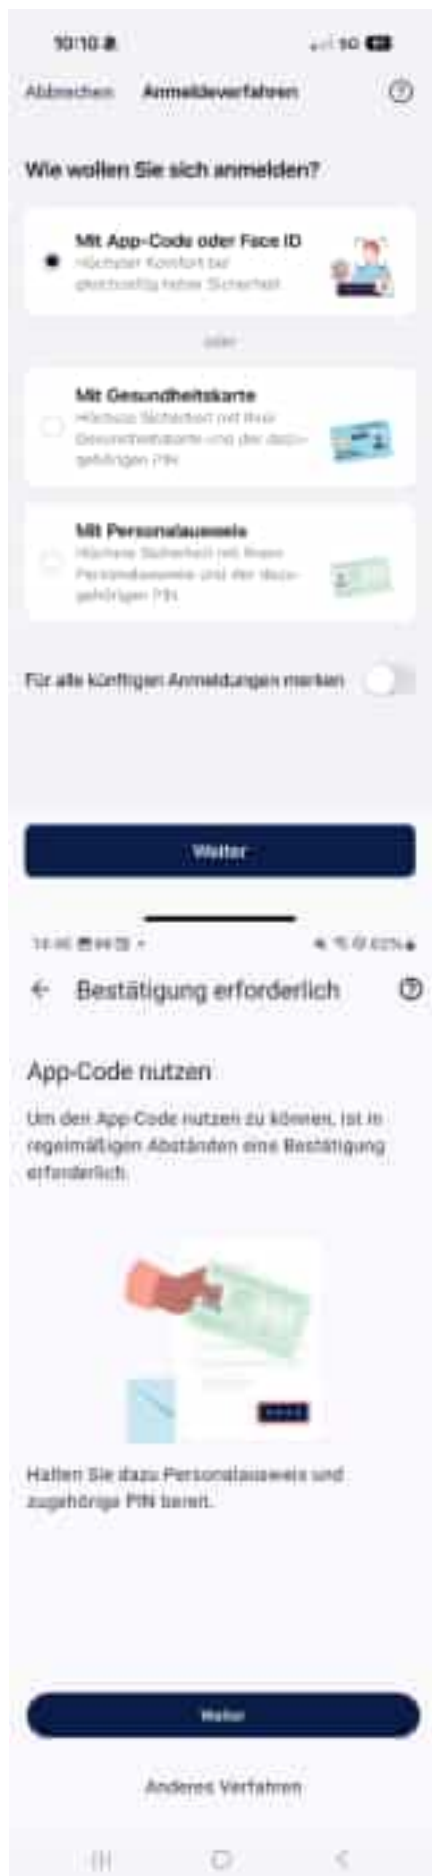 10:10
5G
Abbrechen Anmeldeverfahren
Wie wollen Sie sich anmelden?
Mit App-Code oder Face ID
Höchster Komfort bei
gleichzeitig hoher Sicherheit
oder
Mit Gesundheitskarte
Höchste Sicherheit mit Ihrer
Gesundheitskarte und der dazu-
gehörigen PIN
Mit Personalausweis
Höchste Sicherheit mit Ihrem
Personalausweis und der dazu-
gehörigen PIN
Für alle künftigen Anmeldungen merken
Weiter
Bestätigung erforderlich
App-Code nutzen
Um den App-Code nutzen zu können, ist in
regelmäßigen Abständen eine Bestätigung
erforderlich.
Halten Sie dazu Personalausweis und
zugehörige PIN bereit.
Weiter
Anderes Verfahren